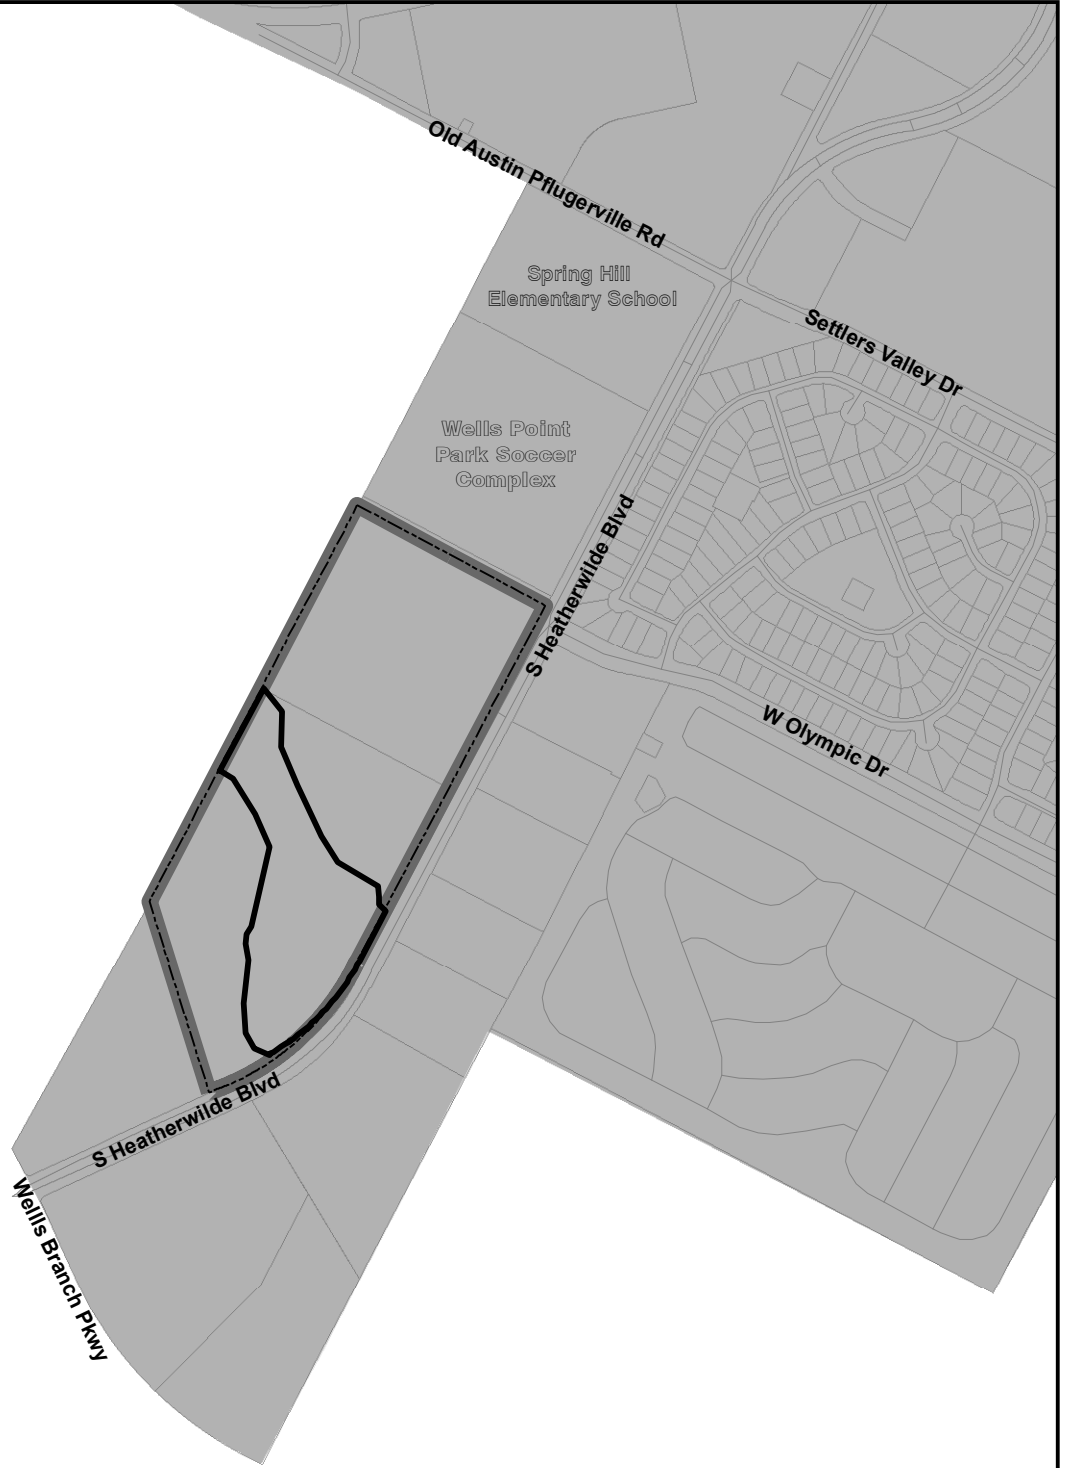 Old Austin Pflugerville Rd
Spring Hill
Elementary School
Settlers Valley Dr
Wells Point
Park Soccer
Complex
S Heatherwilde Blvd
W Olympic Dr
S Heatherwilde Blvd
Wellls Branch Pkwy